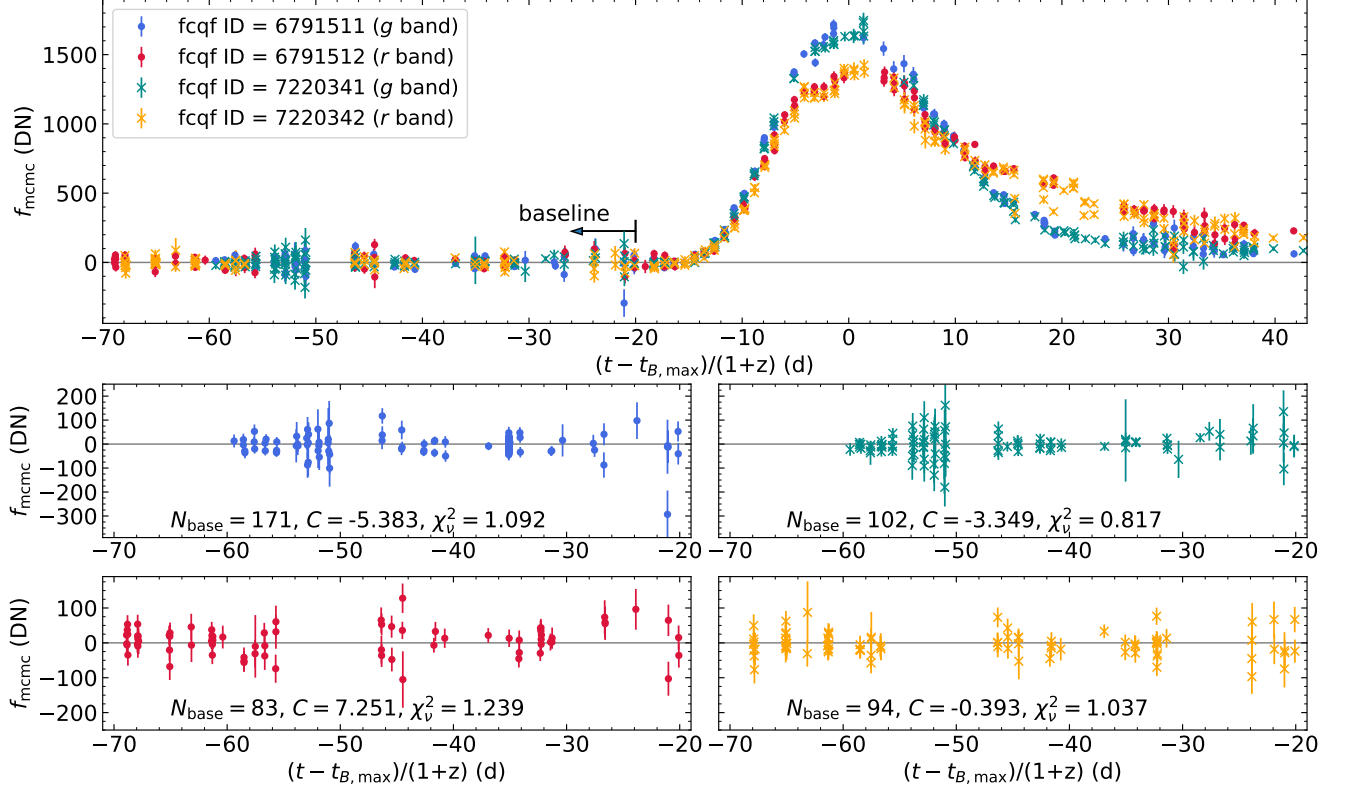 fcqf ID = 6791511 (g band)
fcqf ID = 6791512 (r band)
fcqf ID = 7220341 (g band)
fcqf ID = 7220342 (r band)
f_mcmc (DN)
1500
1000
500
0
baseline
−70 −60 −50 −40 −30 −20 −10 0 10 20 30 40
(t − t_B, max)/(1+z) (d)
f_mcmc (DN)
200
100
0
−100
−200
−300
N_base = 171, C = -5.383, χ²_ν = 1.092
−70 −60 −50 −40 −30 −20
N_base = 102, C = -3.349, χ²_ν = 0.817
−70 −60 −50 −40 −30 −20
f_mcmc (DN)
100
0
−100
−200
N_base = 83, C = 7.251, χ²_ν = 1.239
−70 −60 −50 −40 −30 −20
(t − t_B, max)/(1+z) (d)
N_base = 94, C = -0.393, χ²_ν = 1.037
−70 −60 −50 −40 −30 −20
(t − t_B, max)/(1+z) (d)